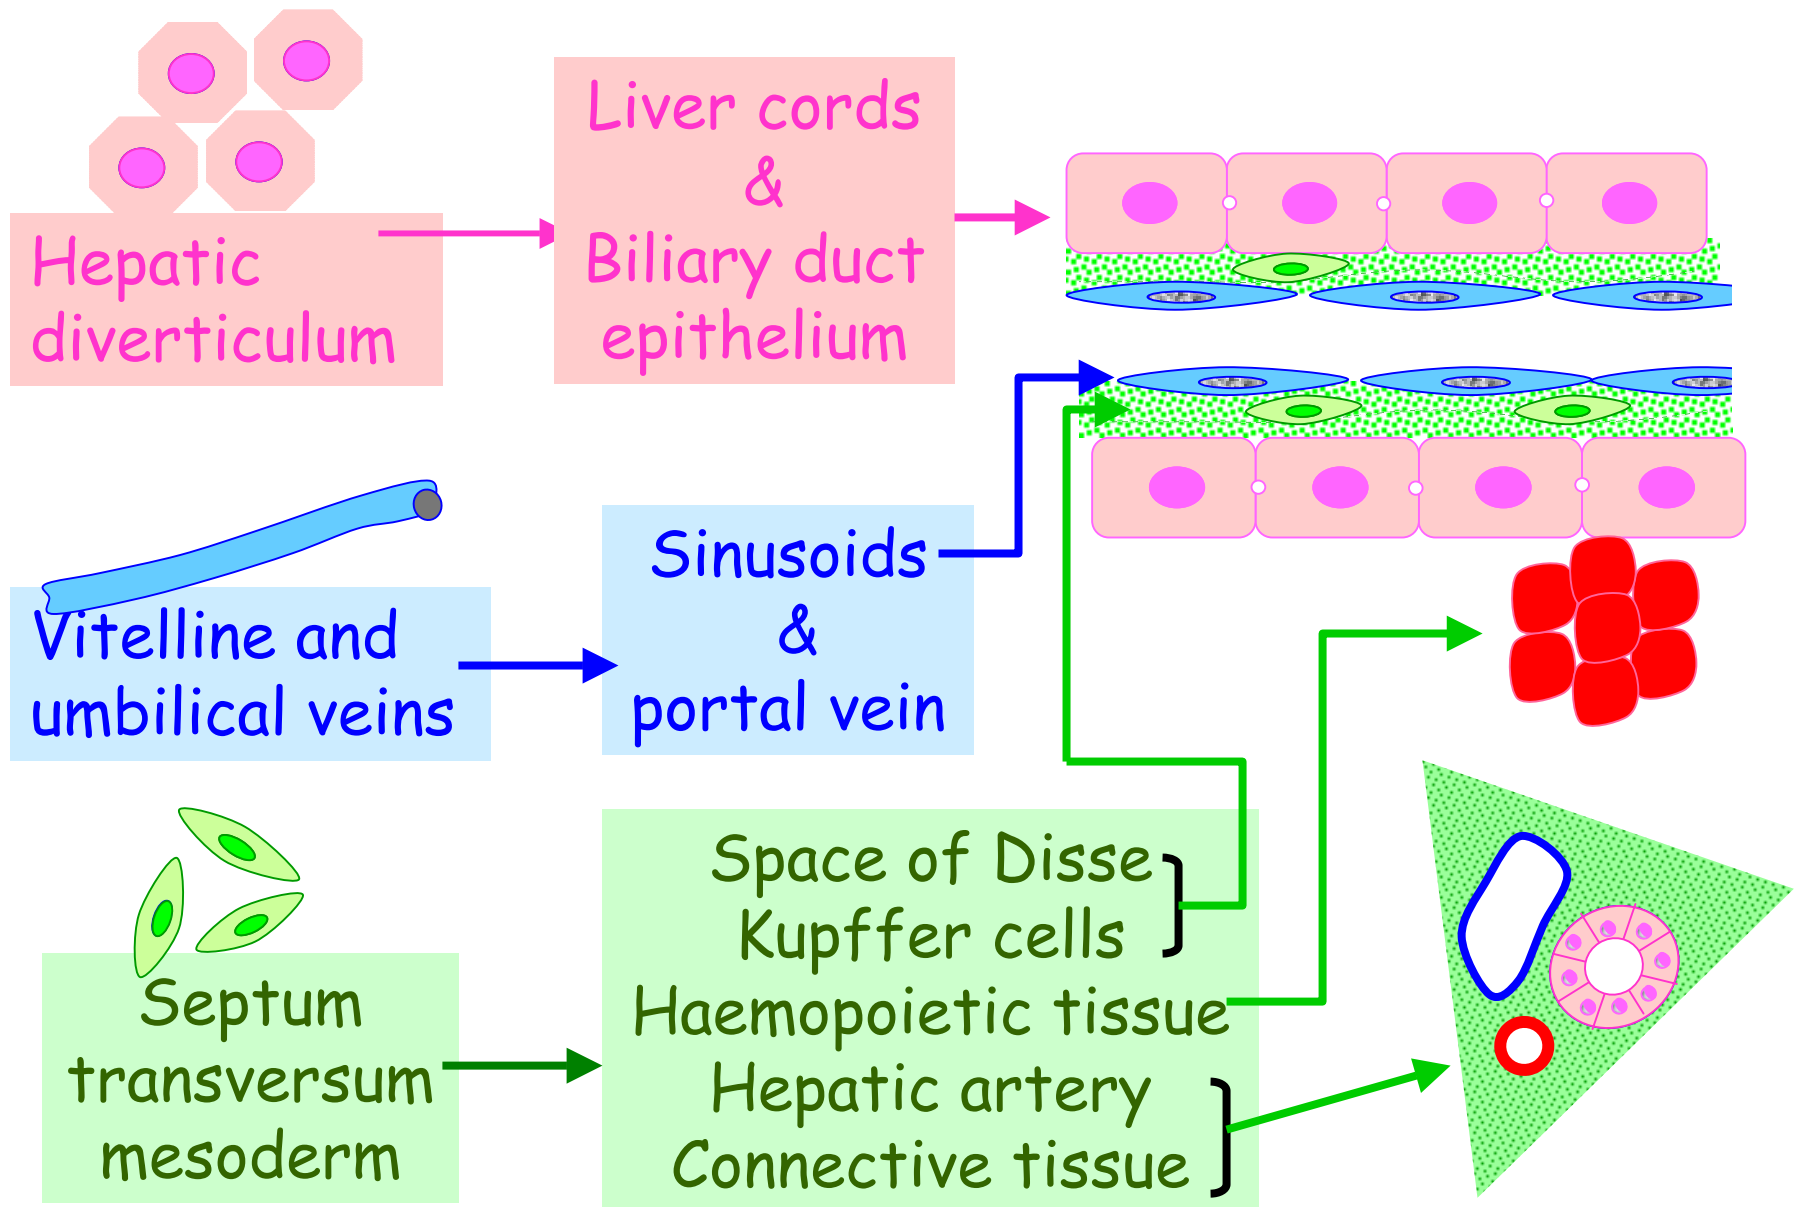 Hepatic
diverticulum
Liver cords
&
Biliary duct
epithelium
Vitelline and
umbilical veins
Sinusoids
&
portal vein
Septum
transversum
mesoderm
Space of Disse
Kupffer cells
Haemopoietic tissue
Hepatic artery
Connective tissue